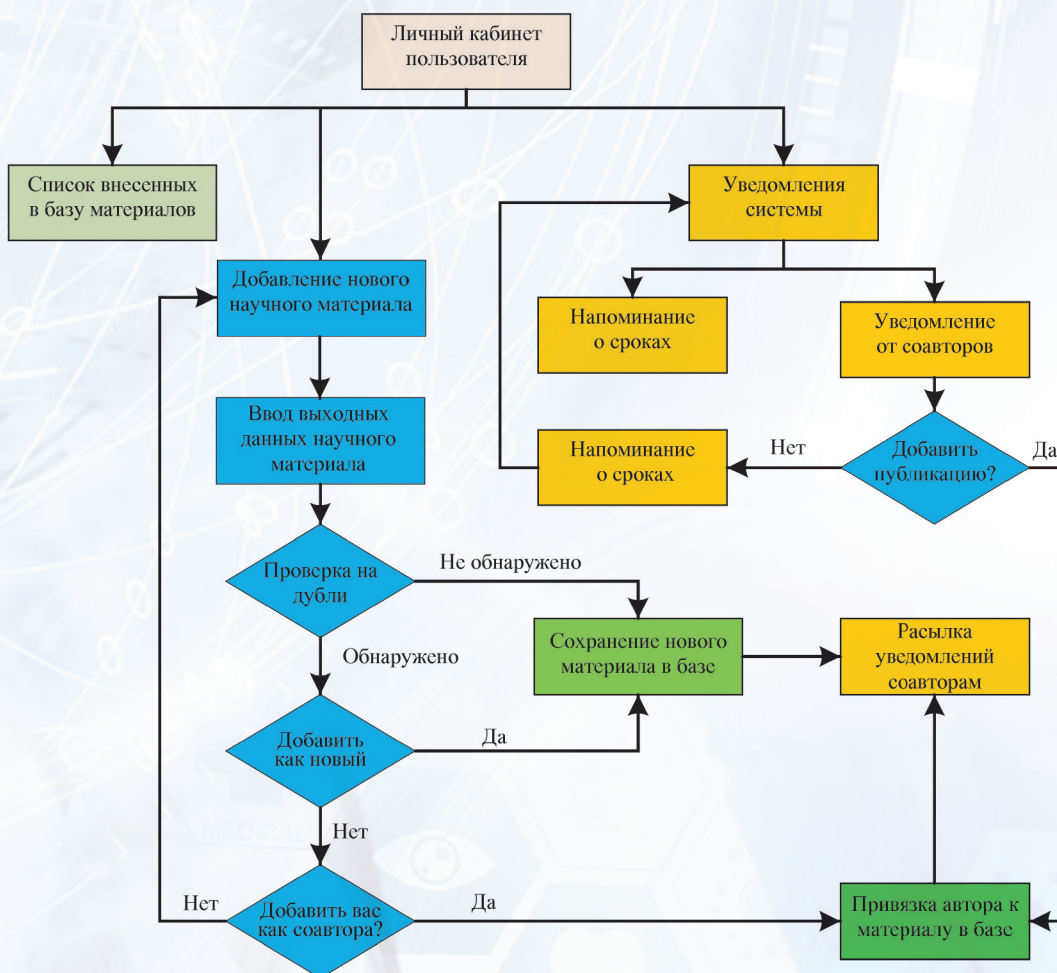 Личный кабинет
пользователя
Список внесенных
в базу материалов
Уведомления
системы
Добавление нового
научного материала
Напоминание
о сроках
Уведомление
от соавторов
Ввод выходных
данных научного
материала
Напоминание
о сроках
Нет
Добавить
публикацию?
Да
Проверка на
дубли
Не обнаружено
Обнаружено
Сохранение нового
материала в базе
Расылка
уведомлений
соавторам
Добавить
как новый
Да
Нет
Нет
Добавить вас
как соавтора?
Да
Привязка автора к
материалу в базе
MEDICAL